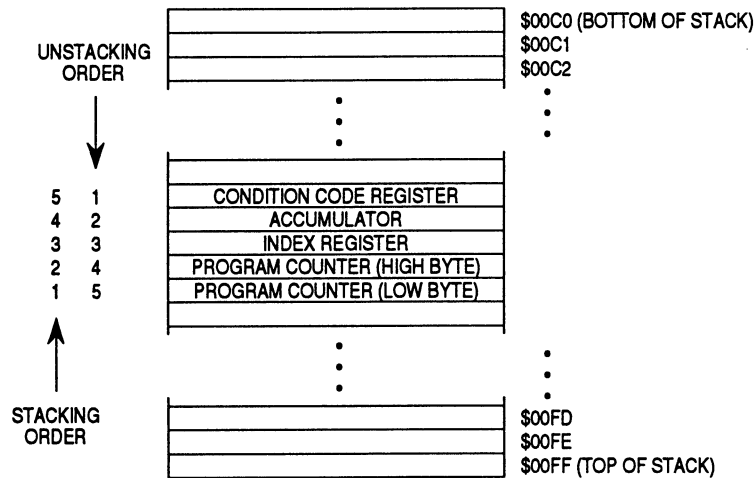 $00C0 (BOTTOM OF STACK)
$00C1
$00C2
UNSTACKING
ORDER
5 1 CONDITION CODE REGISTER
4 2 ACCUMULATOR
3 3 INDEX REGISTER
2 4 PROGRAM COUNTER (HIGH BYTE)
1 5 PROGRAM COUNTER (LOW BYTE)
STACKING
ORDER
$00FD
$00FE
$00FF (TOP OF STACK)